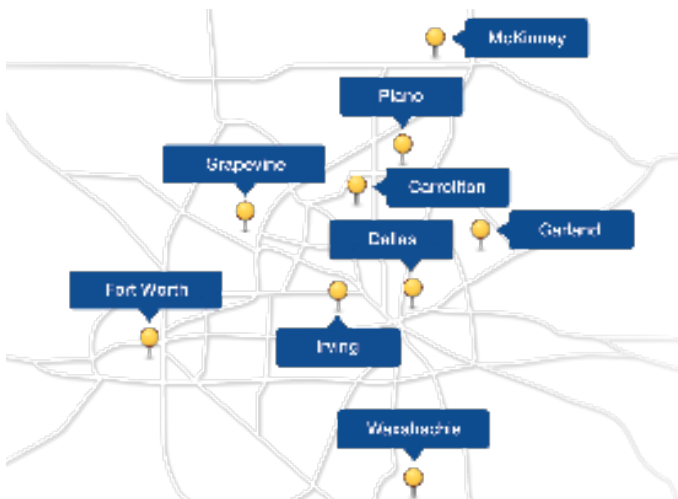 McKinney
Plano
Grapevine
Carrollton
Garland
Dallas
Fort Worth
Irving
Waxahachie